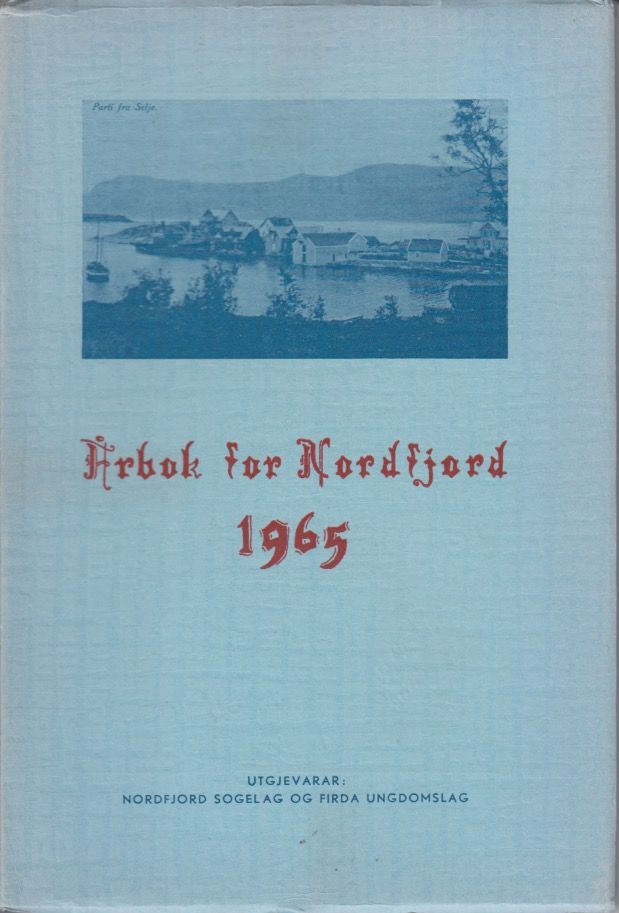 Parti fra Selje.
Årbok for Nordfjord
1965
UTGJEVARAR:
NORDFJORD SOGELAG OG FIRDA UNGDOMSLAG